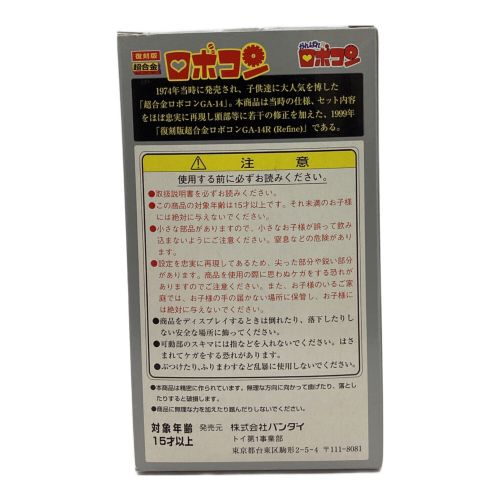 復刻版
超合金
ロボコン
がんばれ!!
ロボコン
1974年当時に発売され、子供達に大人気を博した
「超合金ロボコンGA-14」。本商品は当時の仕様、セット内容
をほぼ忠実に再現し頭部等に若干の修正を加えた、1999年
「復刻版超合金ロボコンGA-14R (Refine)」である。
注意
使用する前に必ずお読みください。
●取扱説明書を必ずお読みください。
●この商品の対象年齢は15才以上です。それ未満のお子様
には絶対に与えないでください。
●小さな部品がありますので、小さなお子様が誤って飲み
込まないようにご注意ください。窒息などの危険があり
ます。
●設定を忠実に再現してあるため、尖った部分や鋭い部分
があります。商品を使用の際に思わぬケガをする恐れが
ありますのでご注意ください。また、お子様のいるご家
庭では、お子様の手の届かない場所に保管し、お子様に
は絶対に与えないでください。
●商品をディスプレイするときは倒れたり、落下したりし
ない安全な場所に飾ってください。
●可動部のスキマには指などを入れないでください。はさ
まれてケガをする恐れがあります。
●ぶつけたり、ふりまわすなど乱暴に使用しないでください。
●本商品は精密に作られています。無理な方向に向かって曲げたり、落とし
たりすると破損します。
●商品に無理な力を加えたり踏んだりしないでください。
対象年齢
15才以上
発売元 株式会社バンダイ
トイ第1事業部
東京都台東区駒形2-5-4 〒111-8081